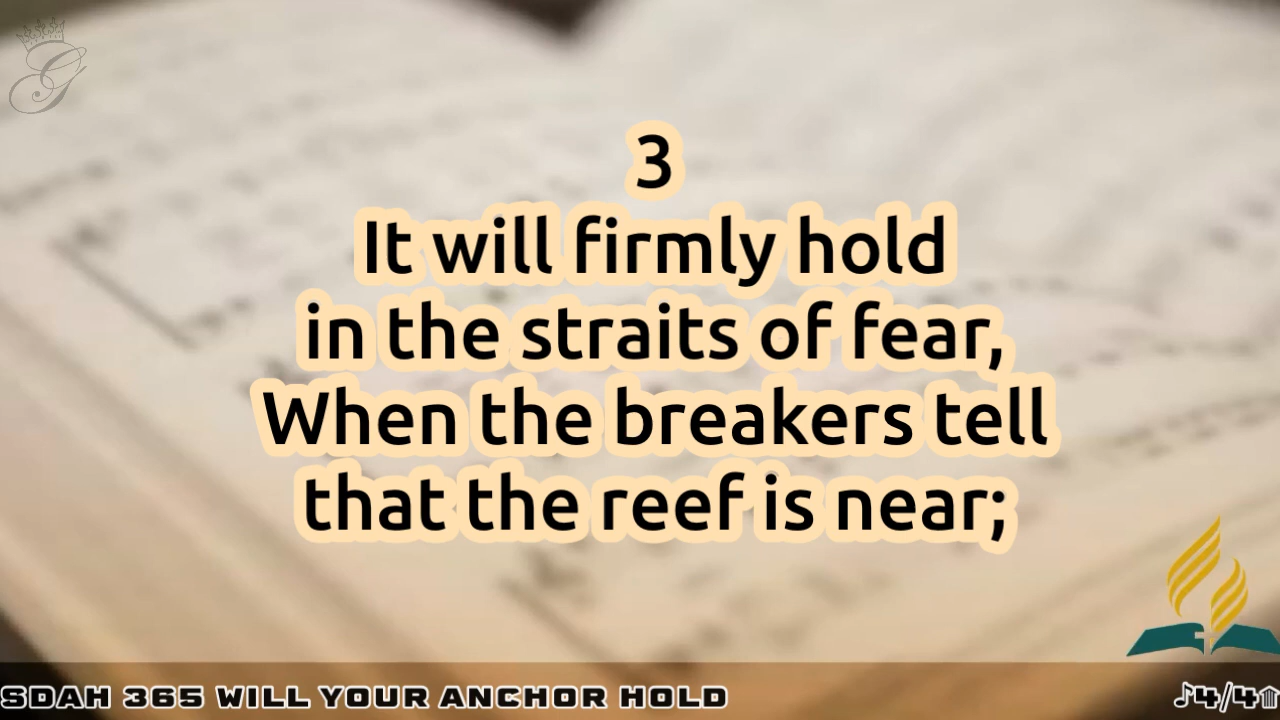 G
3
It will firmly hold
in the straits of fear,
When the breakers tell
that the reef is near;
SDAH 365 WILL YOUR ANCHOR HOLD
♪4/4